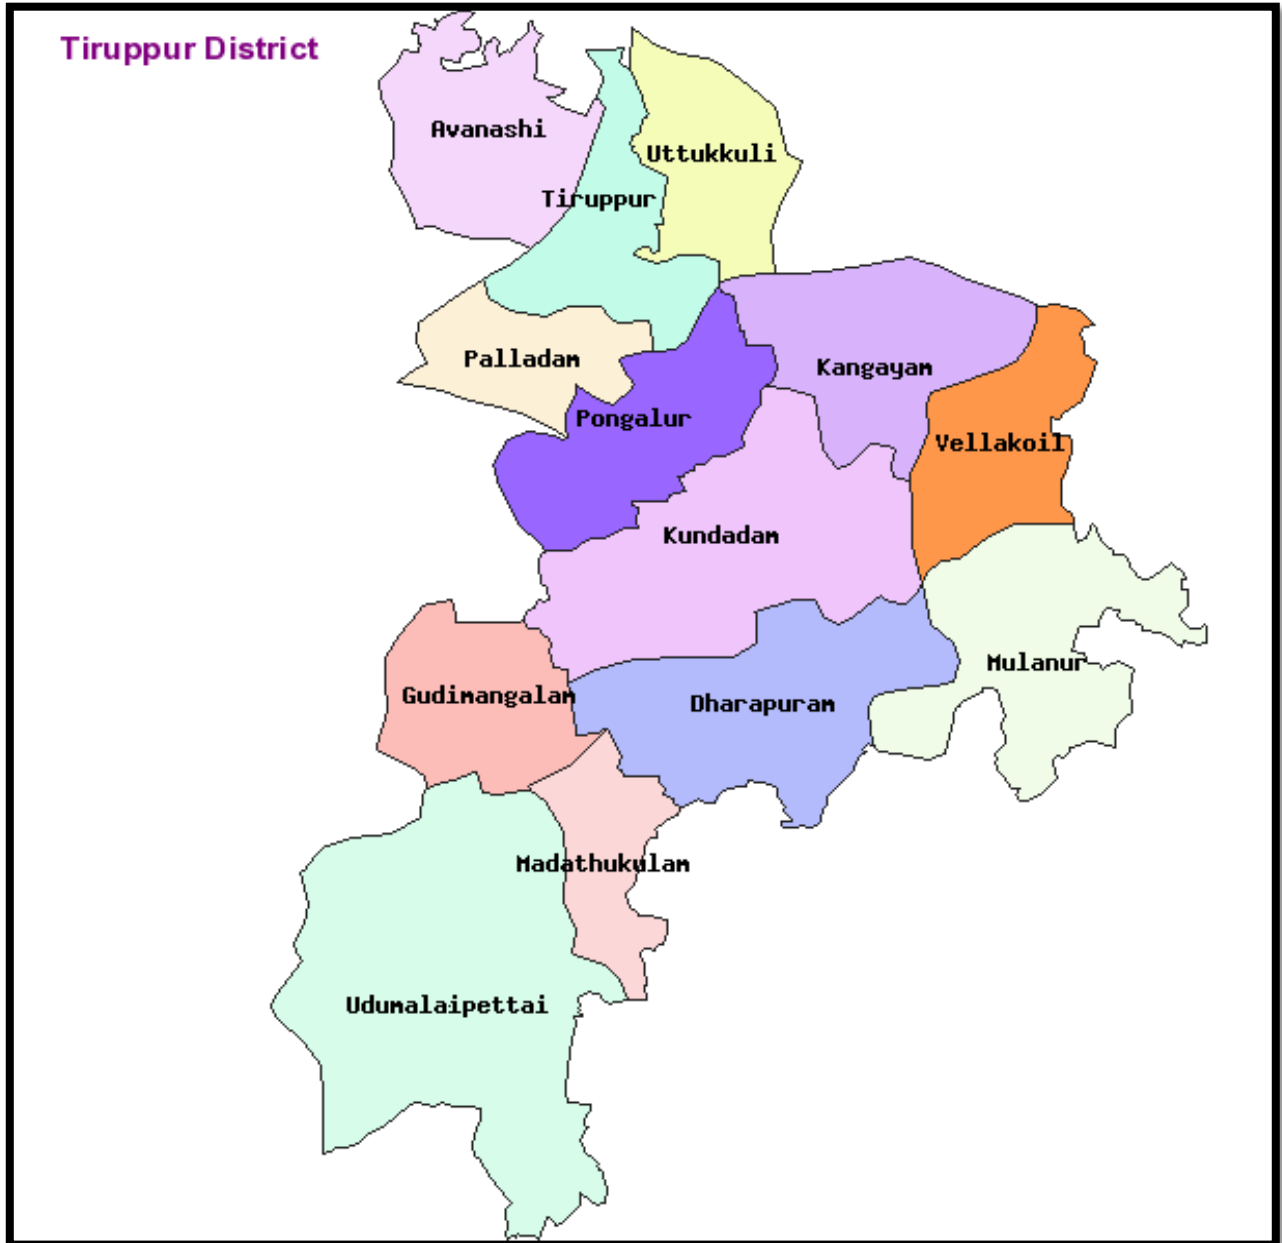 Tiruppur District
Avanashi
Uttukkuli
Tiruppur
Palladam
Kangayam
Pongalur
Vellakoil
Kundadam
Mulanur
Gudimangalam
Dharapuram
Madathukulam
Udumalaipettai